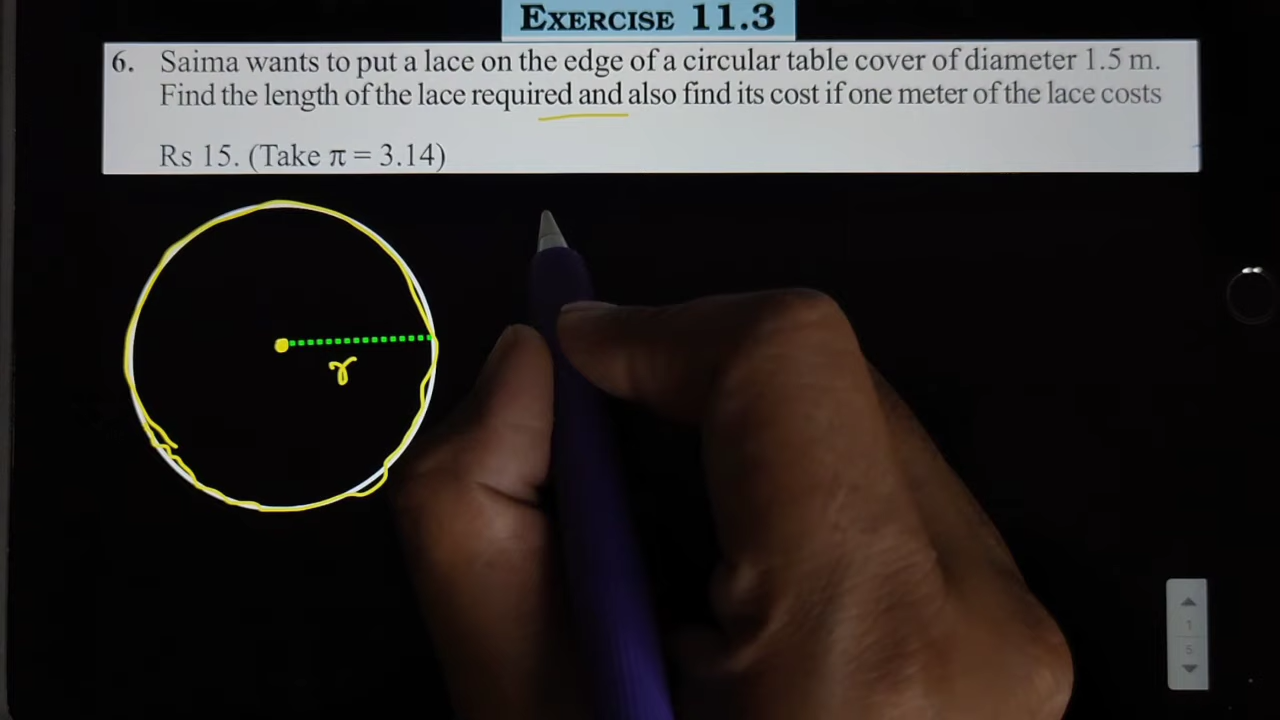 EXERCISE 11.3
6. Saima wants to put a lace on the edge of a circular table cover of diameter 1.5 m.
Find the length of the lace required and also find its cost if one meter of the lace costs
Rs 15. (Take π = 3.14)
r
1
5